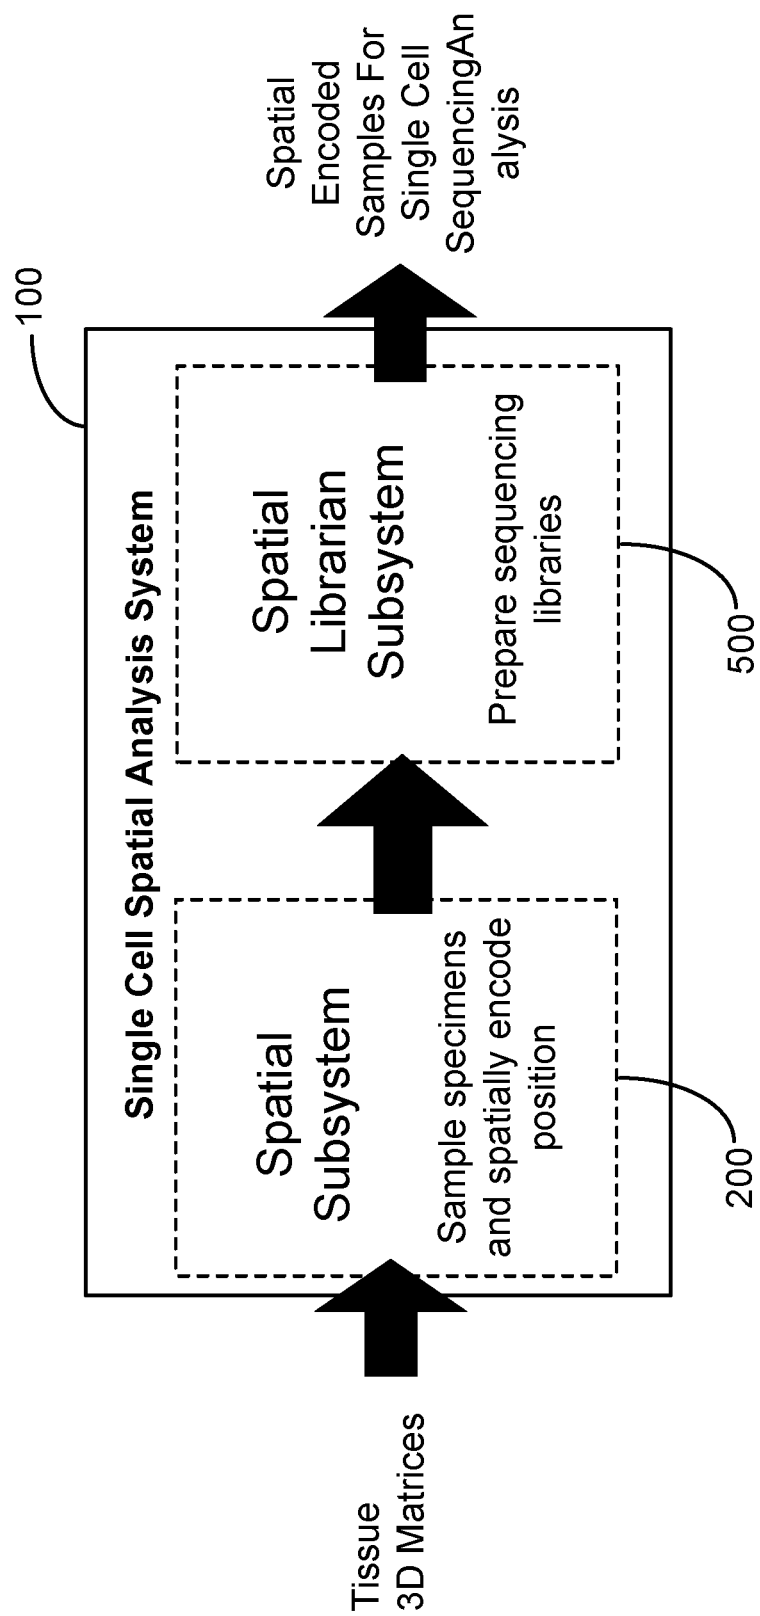 100
Single Cell Spatial Analysis System
Tissue
3D Matrices
Spatial
Subsystem
Sample specimens
and spatially encode
position
200
Spatial
Librarian
Subsystem
Prepare sequencing
libraries
500
Spatial
Encoded
Samples For
Single Cell
SequencingAn
alysis